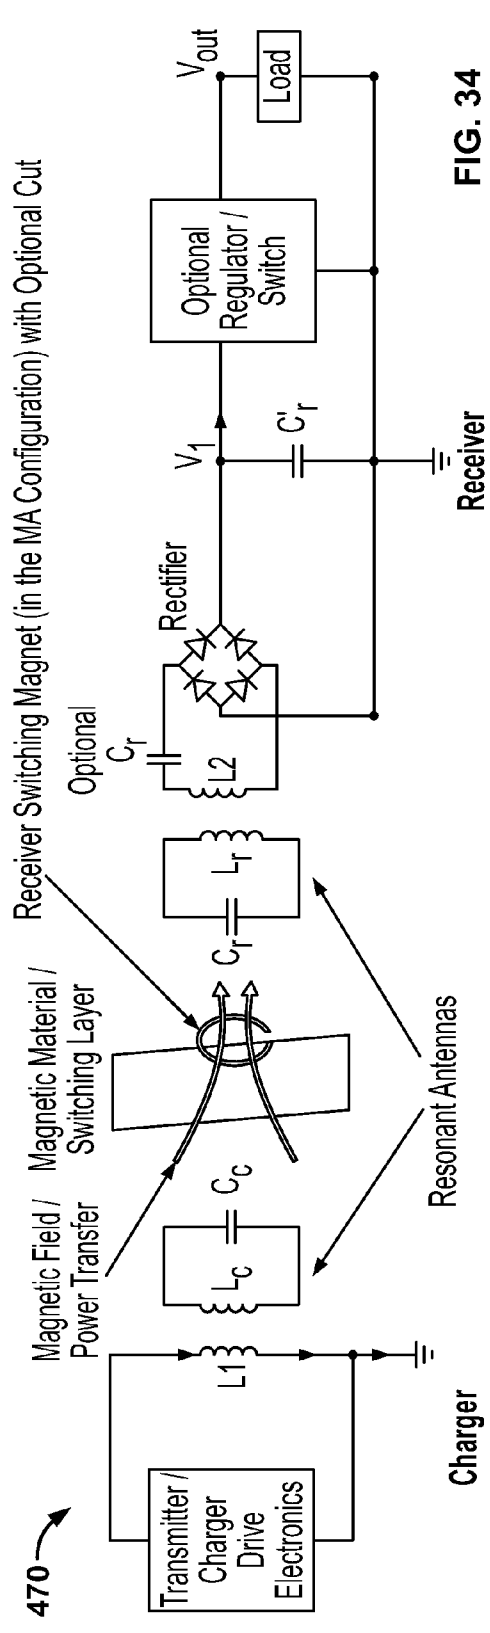 470
Transmitter /
Charger
Drive
Electronics
L1
Charger
Magnetic Field /
Power Transfer
LC
CC
Magnetic Material /
Switching Layer
Receiver Switching Magnet (in the MA Configuration) with Optional Cut
Resonant Antennas
Cr
Lr
Optional
Cr
L2
Rectifier
V1
C'r
Optional
Regulator /
Switch
Vout
Load
Receiver
FIG. 34